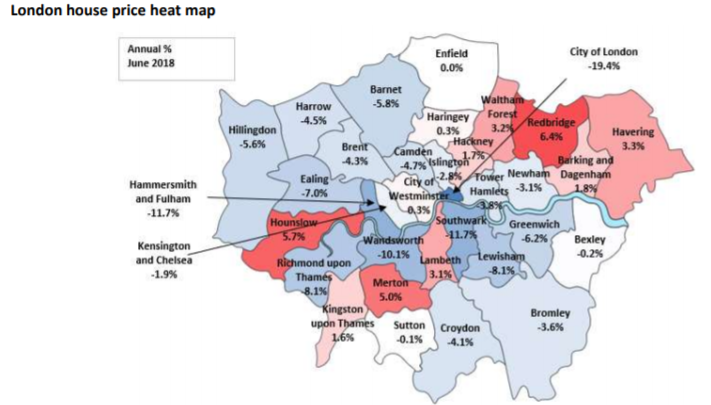 London house price heat map
Annual %
June 2018
Enfield
0.0%
City of London
-19.4%
Barnet
-5.8%
Harrow
-4.5%
Hillingdon
-5.6%
Haringey
0.3%
Waltham
Forest
3.2%
Redbridge
6.4%
Havering
3.3%
Brent
-4.3%
Camden
-4.7%
Islington
-2.8%
Hackney
1.7%
Barking and
Dagenham
1.8%
Ealing
-7.0%
City of
Westminster
0.3%
Tower
Hamlets
-3.8%
Newham
-3.1%
Hammersmith
and Fulham
-11.7%
Kensington
and Chelsea
-1.9%
Hounslow
5.7%
Wandsworth
-10.1%
Southwark
-11.7%
Greenwich
-6.2%
Bexley
-0.2%
Richmond upon
Thames
-8.1%
Lambeth
3.1%
Lewisham
-8.1%
Merton
5.0%
Kingston
upon Thames
1.6%
Sutton
-0.1%
Croydon
-4.1%
Bromley
-3.6%